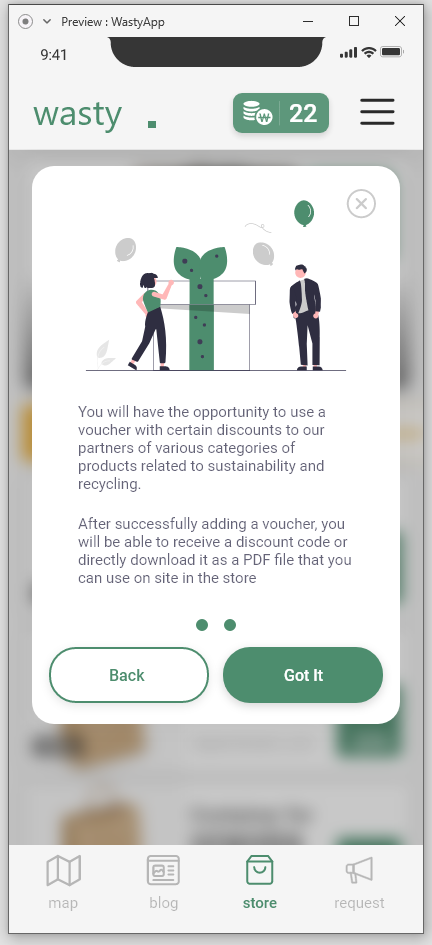 Preview : WastyApp
9:41
wasty
22
You will have the opportunity to use a
voucher with certain discounts to our
partners of various categories of
products related to sustainability and
recycling.
After successfully adding a voucher, you
will be able to receive a discount code or
directly download it as a PDF file that you
can use on site in the store
Back
Got It
map
blog
store
request